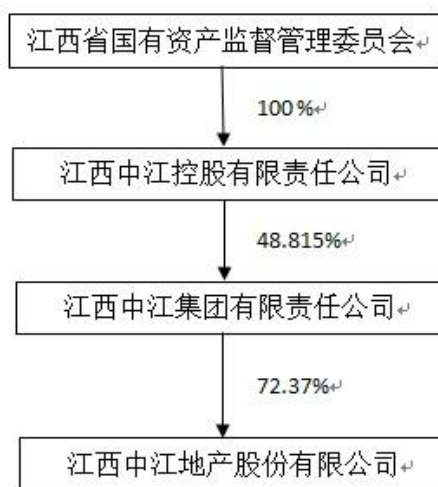 江西省国有资产监督管理委员会
100%
江西中江控股有限责任公司
48.815%
江西中江集团有限责任公司
72.37%
江西中江地产股份有限公司